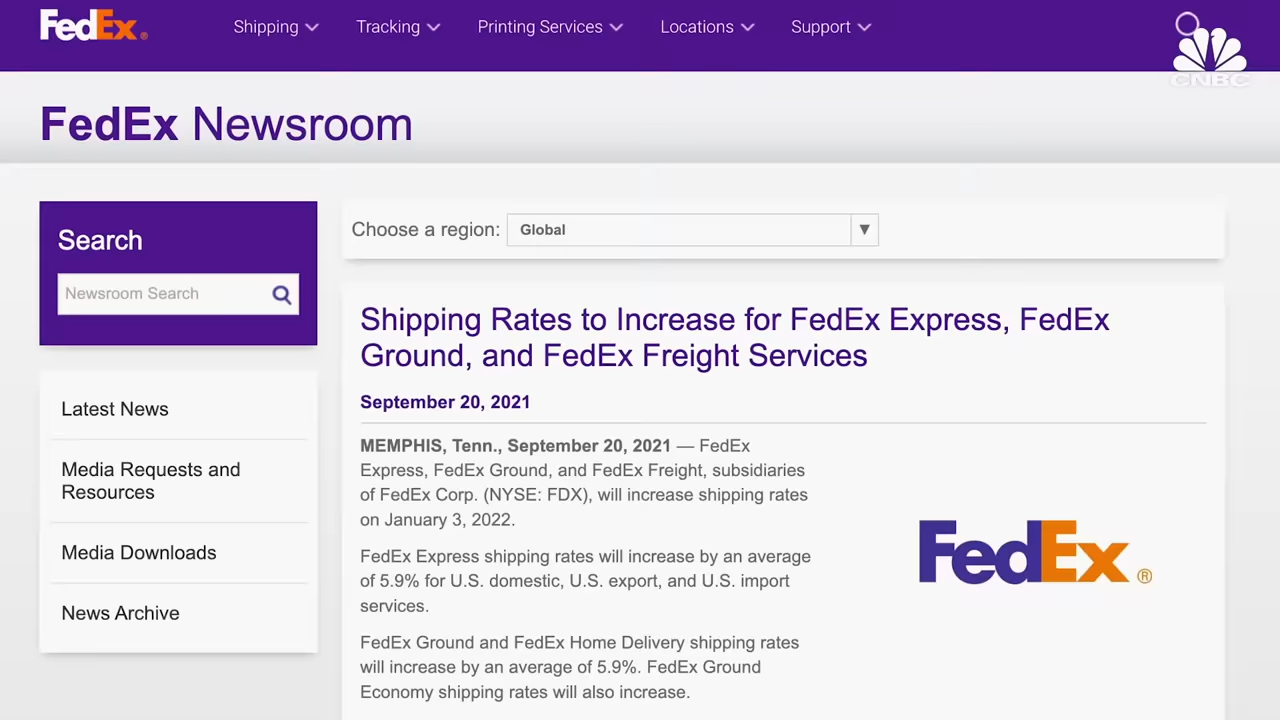 FedEx®
Shipping
Tracking
Printing Services
Locations
Support
CNBC
FedEx Newsroom
Search
Newsroom Search
Latest News
Media Requests and
Resources
Media Downloads
News Archive
Choose a region: Global
Shipping Rates to Increase for FedEx Express, FedEx
Ground, and FedEx Freight Services
September 20, 2021
MEMPHIS, Tenn., September 20, 2021 — FedEx
Express, FedEx Ground, and FedEx Freight, subsidiaries
of FedEx Corp. (NYSE: FDX), will increase shipping rates
on January 3, 2022.
FedEx Express shipping rates will increase by an average
of 5.9% for U.S. domestic, U.S. export, and U.S. import
services.
FedEx Ground and FedEx Home Delivery shipping rates
will increase by an average of 5.9%. FedEx Ground
Economy shipping rates will also increase.
FedEx®